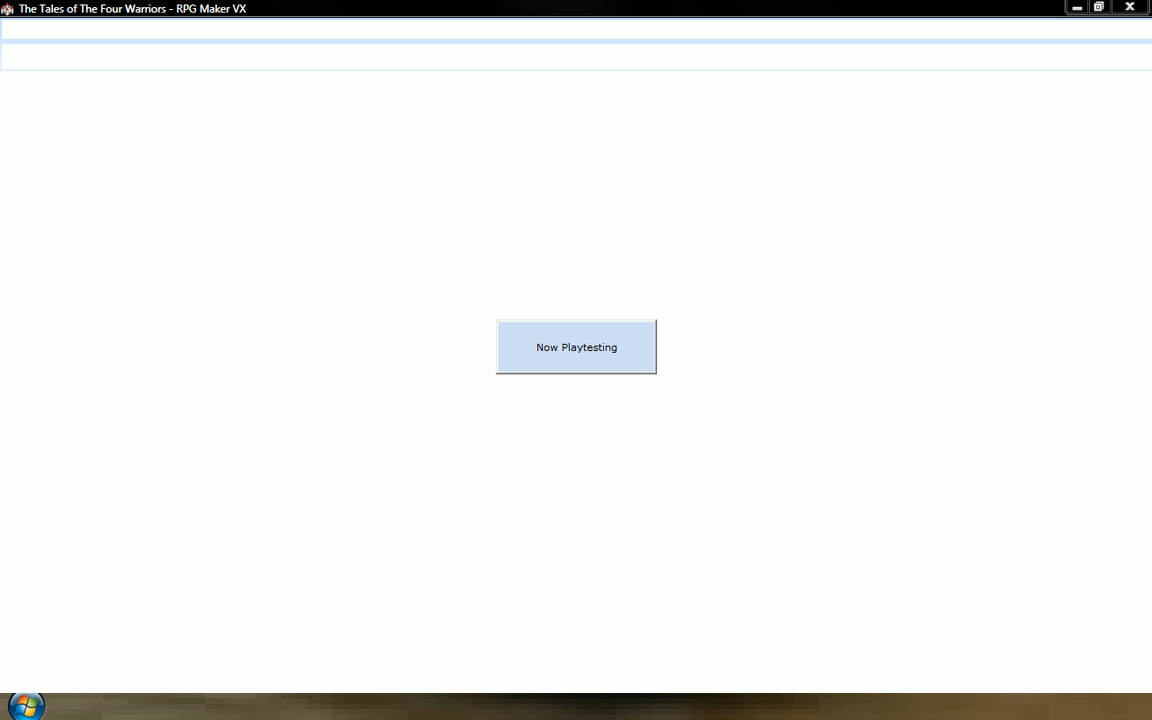 The Tales of The Four Warriors - RPG Maker VX
Now Playtesting